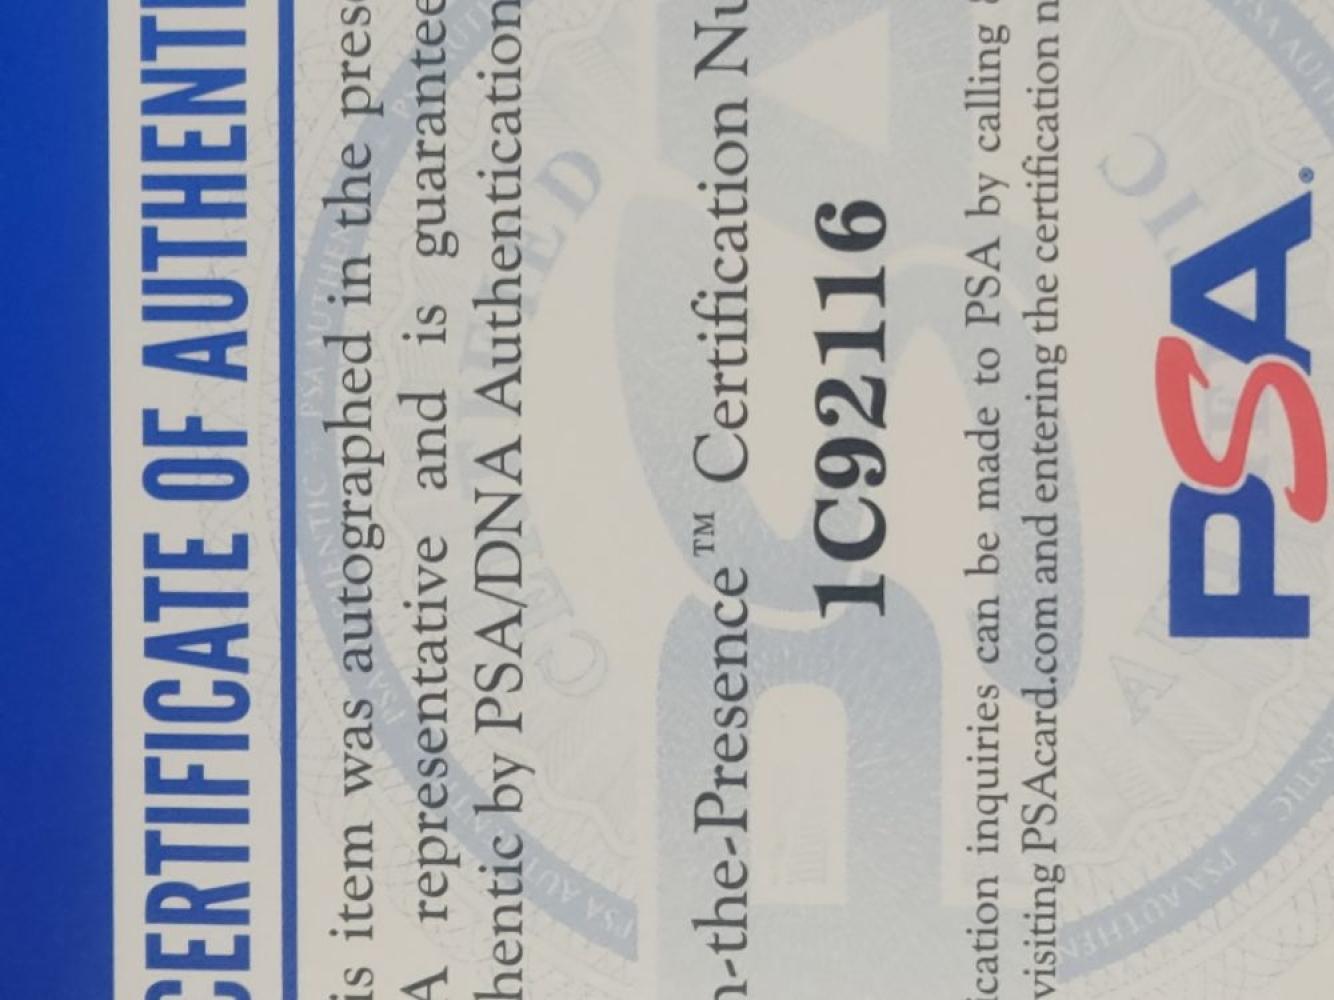 CERTIFICATE OF AUTHENTI
is item was autographed in the pres
A representative and is guarantee
hentic by PSA/DNA Authentication
n-the-Presence™ Certification Nu
1C92116
ication inquiries can be made to PSA by calling
visiting PSAcard.com and entering the certification n
PSA